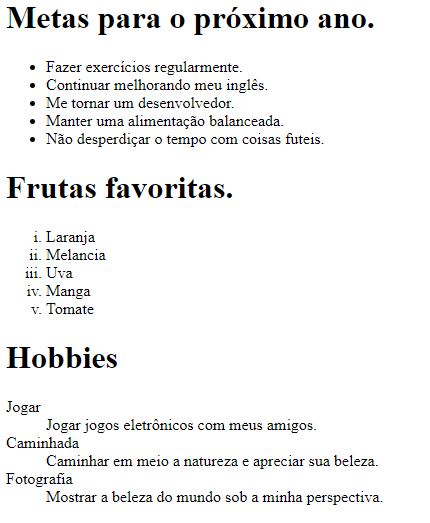 Metas para o próximo ano.
• Fazer exercícios regularmente.
• Continuar melhorando meu inglês.
• Me tornar um desenvolvedor.
• Manter uma alimentação balanceada.
• Não desperdiçar o tempo com coisas futeis.
Frutas favoritas.
i. Laranja
ii. Melancia
iii. Uva
iv. Manga
v. Tomate
Hobbies
Jogar
Jogar jogos eletrônicos com meus amigos.
Caminhada
Caminhar em meio a natureza e apreciar sua beleza.
Fotografia
Mostrar a beleza do mundo sob a minha perspectiva.